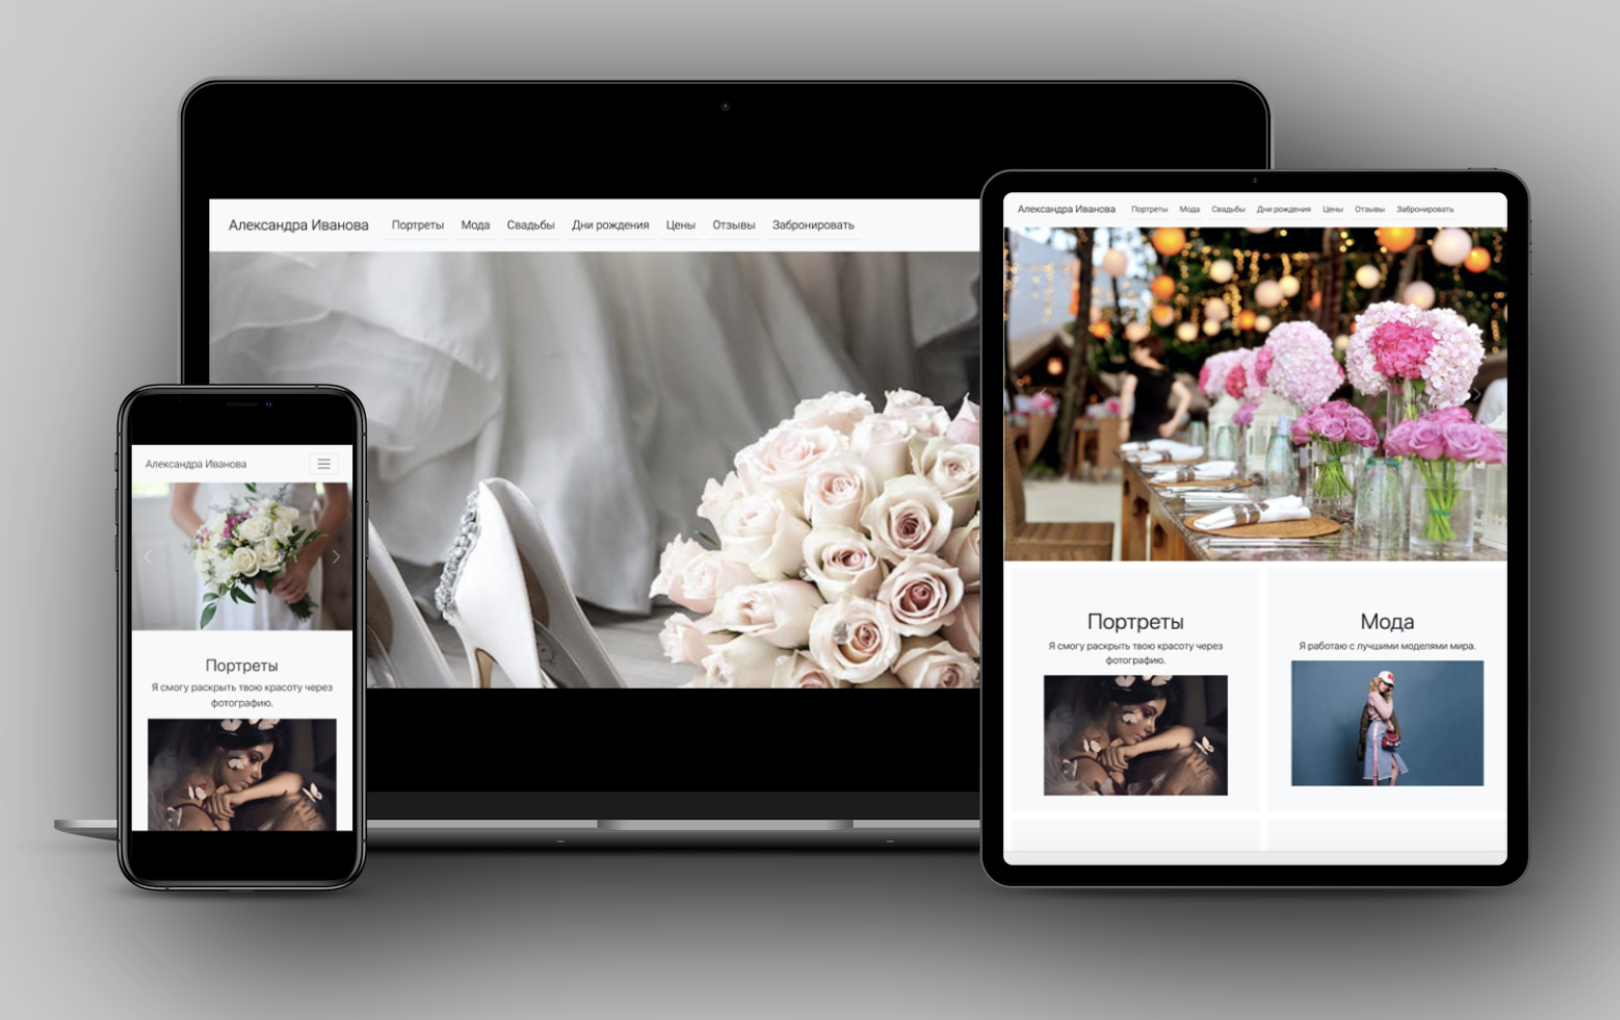 Александра Иванова Портреты Мода Свадьбы Дни рождения Цены Отзывы Забронировать
Александра Иванова
Портреты
Я смогу раскрыть твою красоту через
фотографию.
Александра Иванова Портреты Мода Свадьбы Дни рождения Цены Отзывы Забронировать
Портреты
Я смогу раскрыть твою красоту через
фотографию.
Мода
Я работаю с лучшими моделями мира.